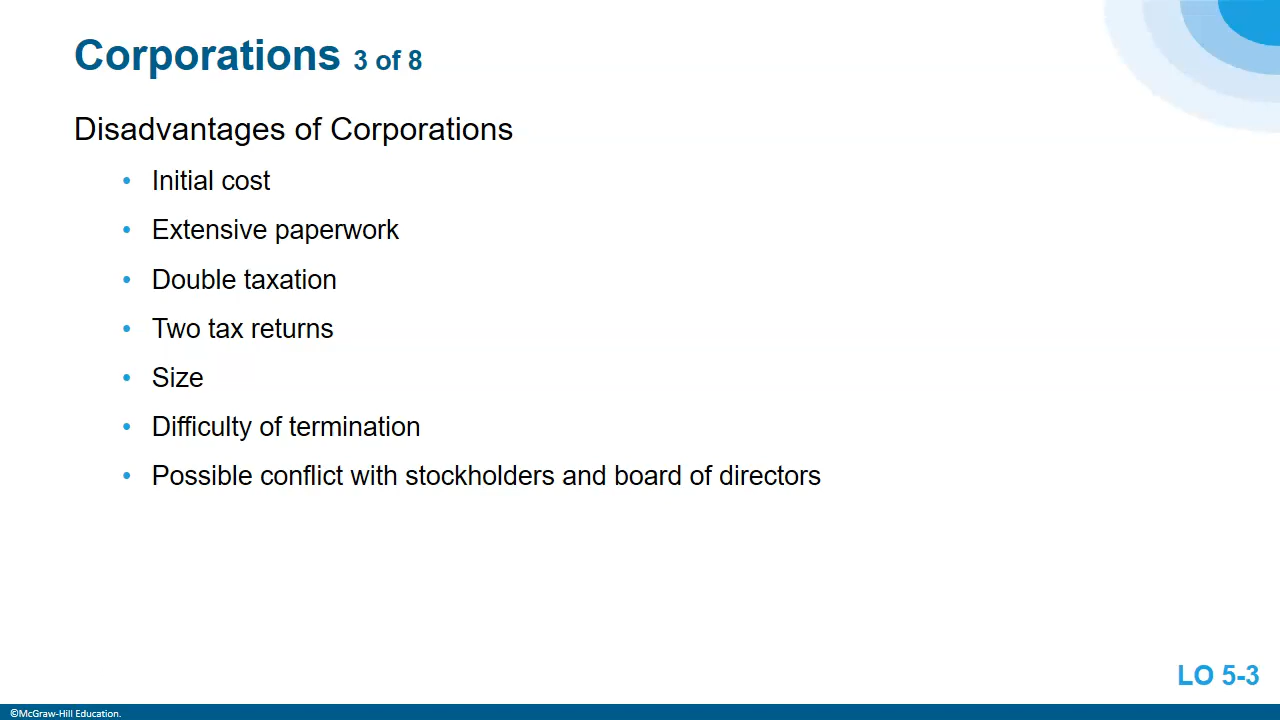 Corporations 3 of 8
Disadvantages of Corporations
• Initial cost
• Extensive paperwork
• Double taxation
• Two tax returns
• Size
• Difficulty of termination
• Possible conflict with stockholders and board of directors
LO 5-3
©McGraw-Hill Education.